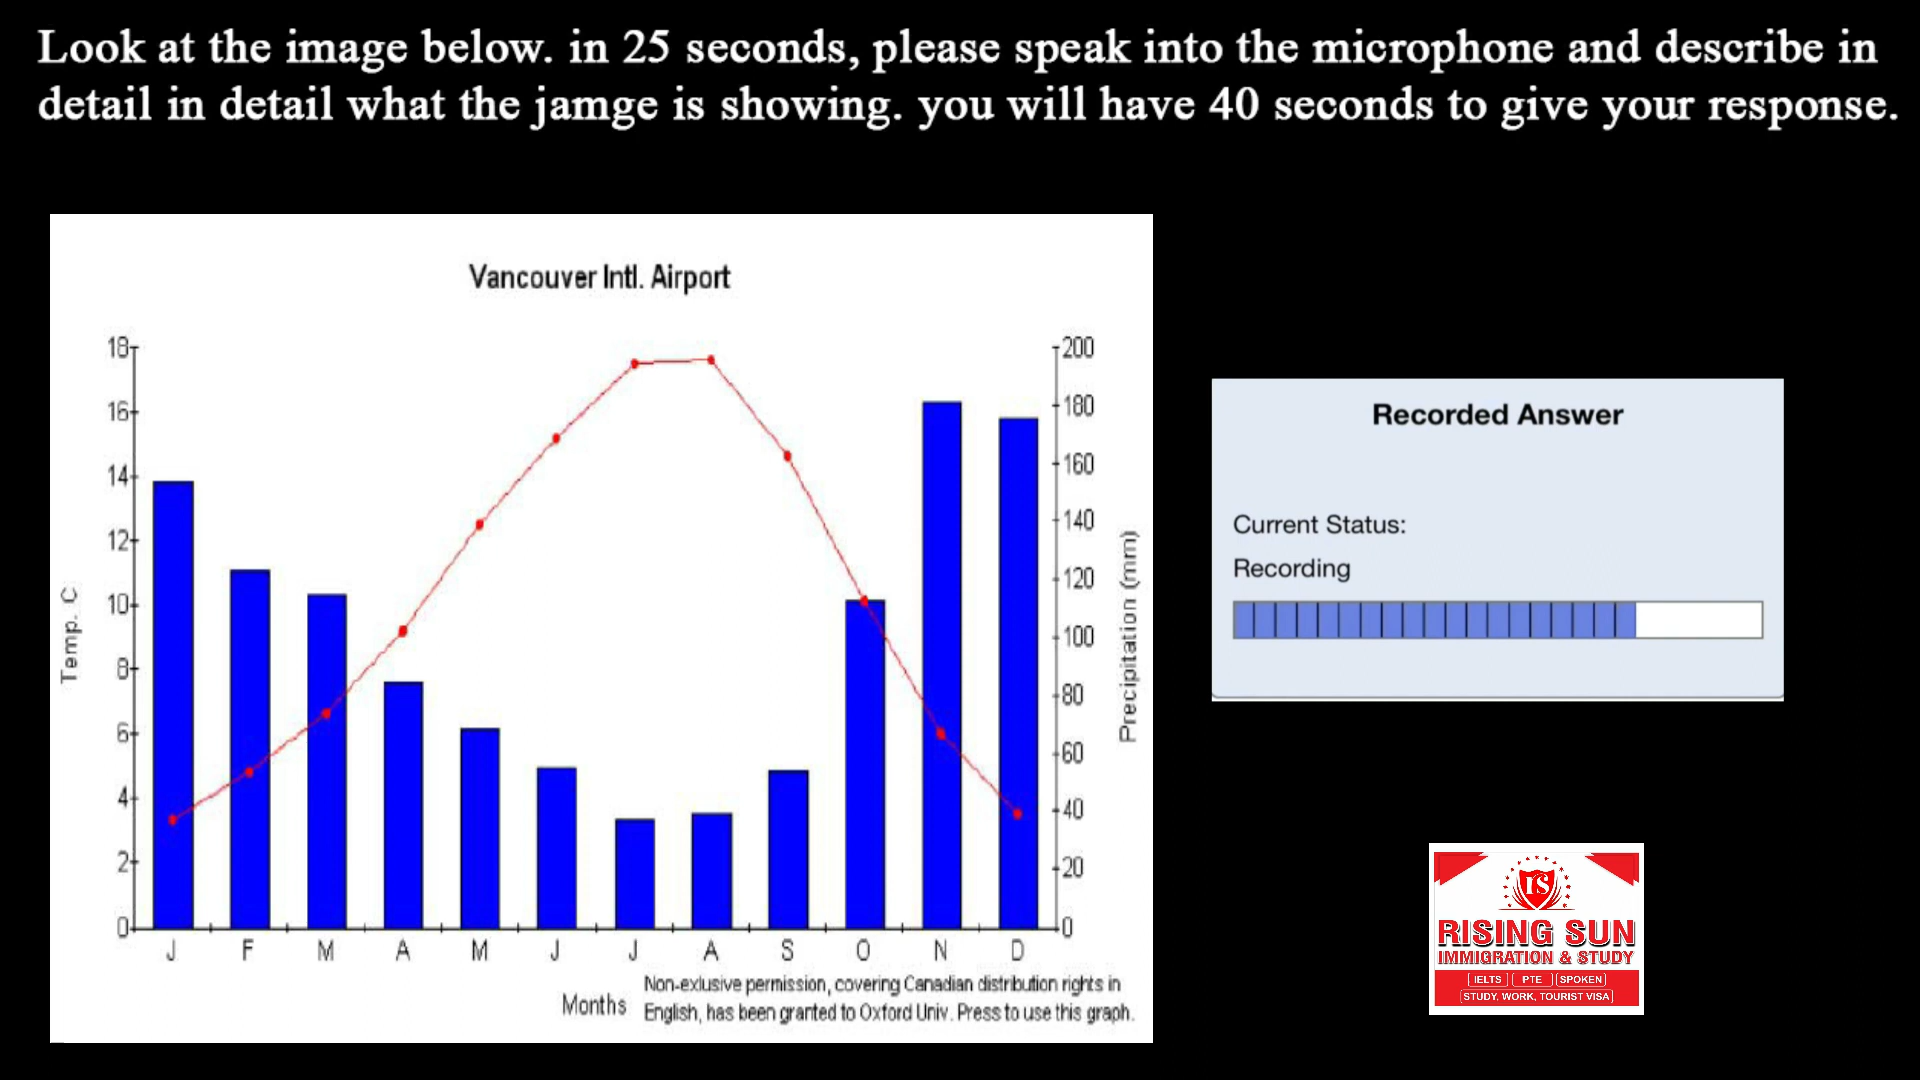 Look at the image below. in 25 seconds, please speak into the microphone and describe in
detail in detail what the jamge is showing. you will have 40 seconds to give your response.
Vancouver Intl. Airport
18
16
14
12
10
8
6
4
2
0
Temp. C
200
180
160
140
120
100
80
60
40
20
0
Precipitation (mm)
J F M A M J J A S O N D
Months
Non-exlusive permission, covering Canadian distribution rights in
English, has been granted to Oxford Univ. Press to use this graph.
Recorded Answer
Current Status:
Recording
RS
RISING SUN
IMMIGRATION & STUDY
IELTS PTE SPOKEN
STUDY, WORK, TOURIST VISA